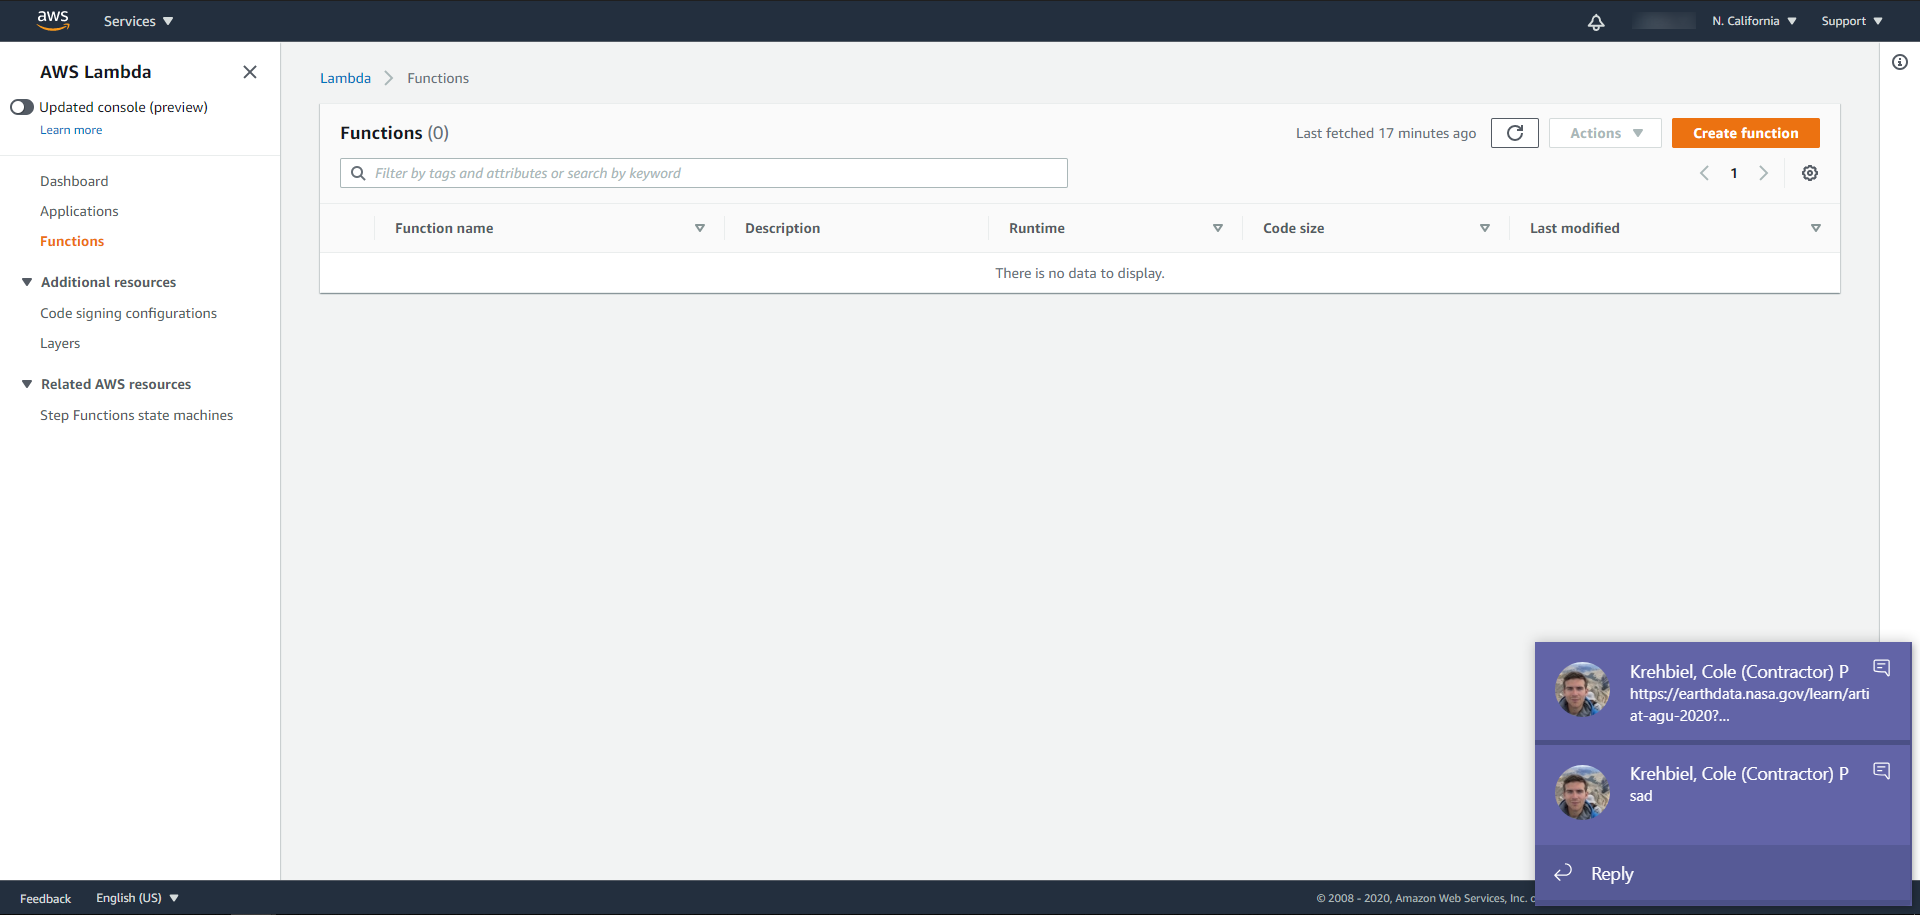 aws
Services
N. California
Support
AWS Lambda
Updated console (preview)
Learn more
Dashboard
Applications
Functions
Additional resources
Code signing configurations
Layers
Related AWS resources
Step Functions state machines
Lambda
Functions
Functions (0)
Last fetched 17 minutes ago
Actions
Create function
Filter by tags and attributes or search by keyword
1
Function name
Description
Runtime
Code size
Last modified
There is no data to display.
Krehbiel, Cole (Contractor) P
https://earthdata.nasa.gov/learn/arti
at-agu-2020?...
Krehbiel, Cole (Contractor) P
sad
Reply
Feedback
English (US)
© 2008 - 2020, Amazon Web Services, Inc.